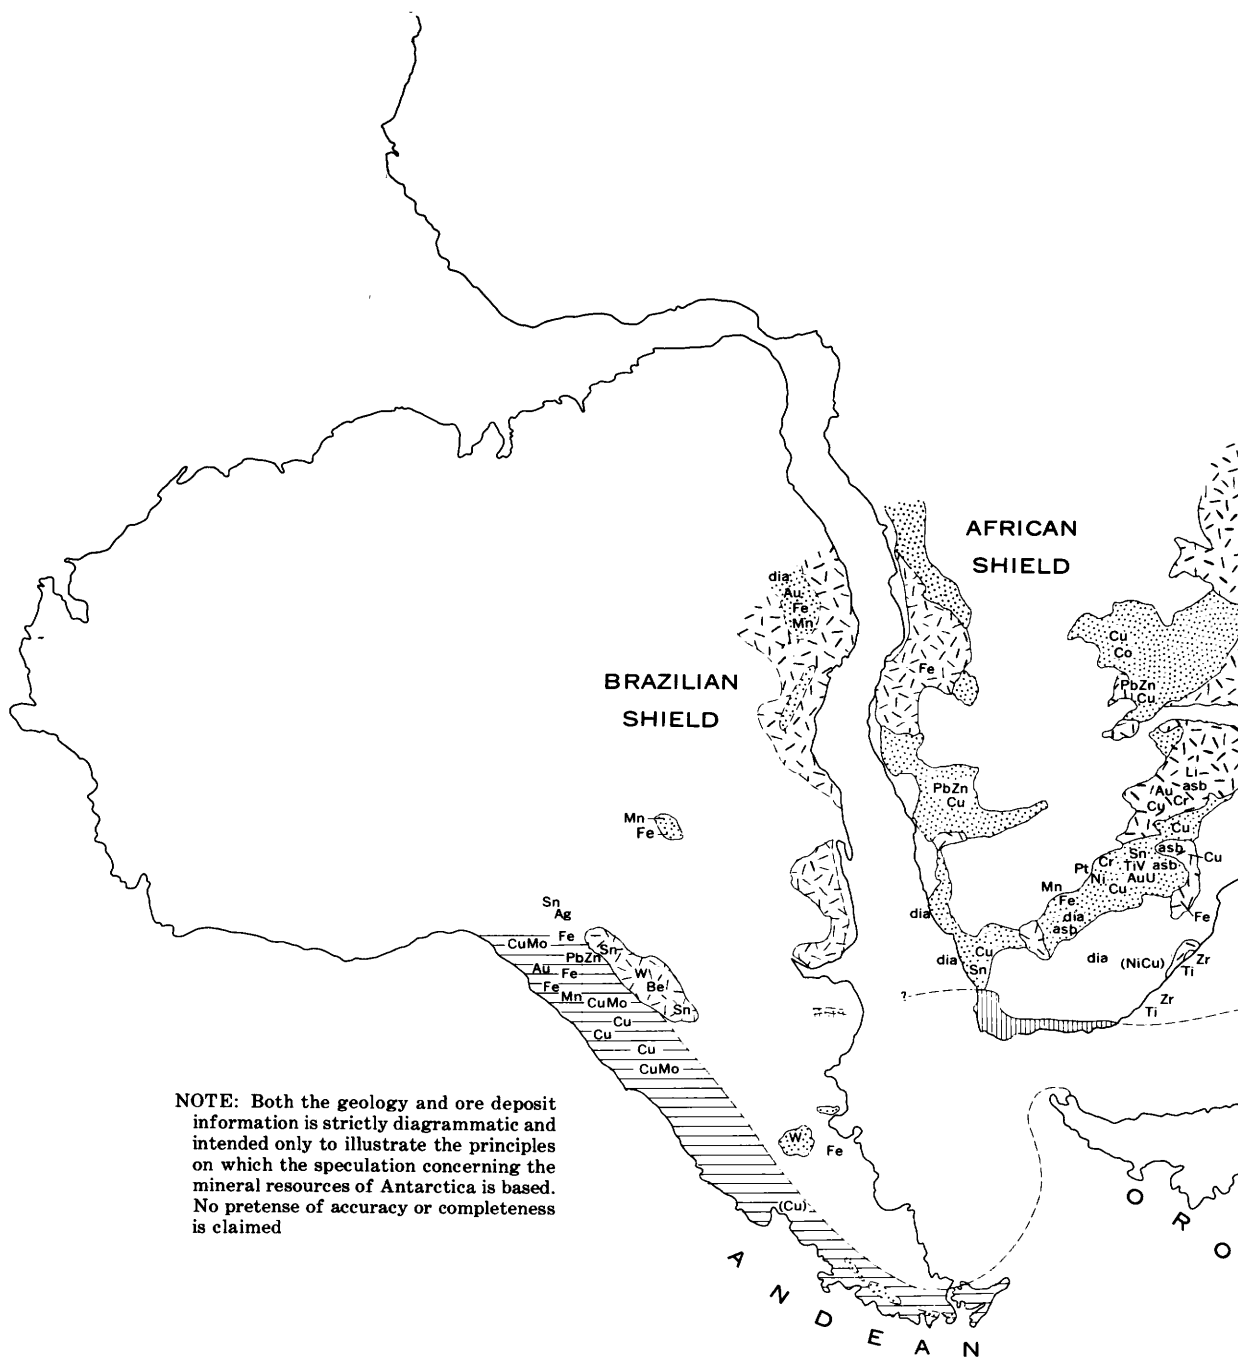 AFRICAN
SHIELD
dia
Au
Fe
Mn
Cu
Co
Fe
BRAZILIAN
SHIELD
PbZn
Cu
Li
asb
Au
Cr
Cu
PbZn
Cu
Mn
Fe
Cu
Sn
asb
Cu
Cr
TiV
asb
Pt
Ni
AuU
Cu
Mn
Fe
dia
asb
Fe
dia
Sn
Ag
Fe
CuMo
Sn
PbZn
Au
Fe
W
Be
Fe
Mn
CuMo
Sn
Cu
Cu
Cu
CuMo
Cu
dia
Sn
dia
(NiCu)
Zr
Ti
Zr
Ti
?
NOTE: Both the geology and ore deposit
information is strictly diagrammatic and
intended only to illustrate the principles
on which the speculation concerning the
mineral resources of Antarctica is based.
No pretense of accuracy or completeness
is claimed
W
Fe
(Cu)
ANDEAN
ORO